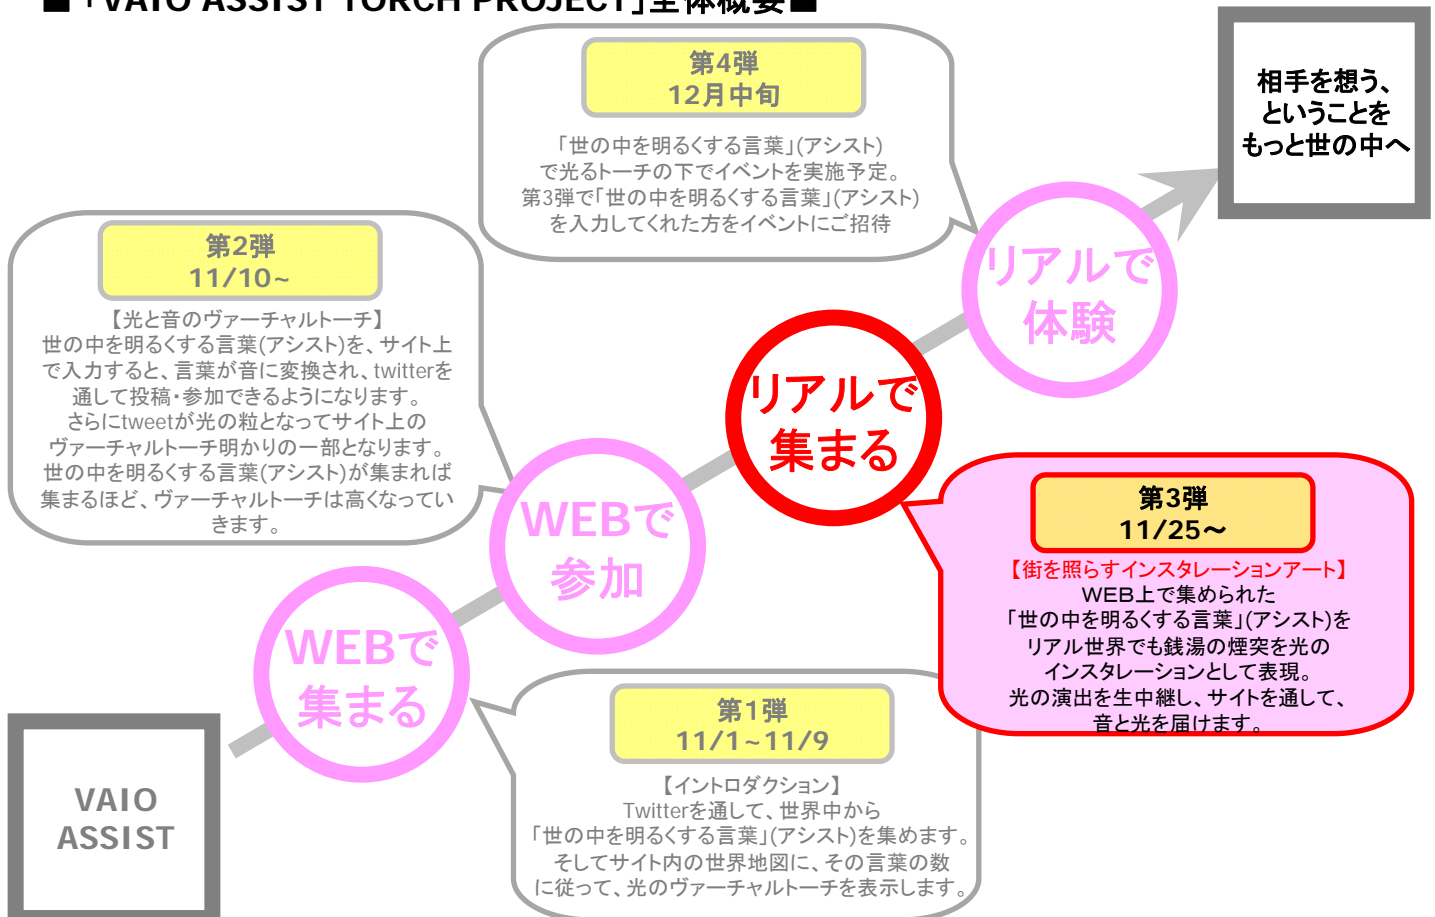 ■「VAIO ASSIST TORCH PROJECT」全体概要■
第4弾
12月中旬
「世の中を明るくする言葉」(アシスト)
で光るトーチの下でイベントを実施予定。
第3弾で「世の中を明るくする言葉」(アシスト)
を入力してくれた方をイベントにご招待
相手を想う、
ということを
もっと世の中へ
リアルで
体験
第2弾
11/10~
【光と音のヴァーチャルトーチ】
世の中を明るくする言葉(アシスト)を、サイト上
で入力すると、言葉が音に変換され、twitterを
通して投稿・参加できるようになります。
さらにtweetが光の粒となってサイト上の
ヴァーチャルトーチ明かりの一部となります。
世の中を明るくする言葉(アシスト)が集まれば
集まるほど、ヴァーチャルトーチは高くなってい
きます。
リアルで
集まる
WEBで
参加
第3弾
11/25～
【街を照らすインスタレーションアート】
ＷＥＢ上で集められた
「世の中を明るくする言葉」(アシスト)を
リアル世界でも銭湯の煙突を光の
インスタレーションとして表現。
光の演出を生中継し、サイトを通して、
音と光を届けます。
WEBで
集まる
第1弾
11/1~11/9
【イントロダクション】
Twitterを通して、世界中から
「世の中を明るくする言葉」(アシスト)を集めます。
そしてサイト内の世界地図に、その言葉の数
に従って、光のヴァーチャルトーチを表示します。
VAIO
ASSIST